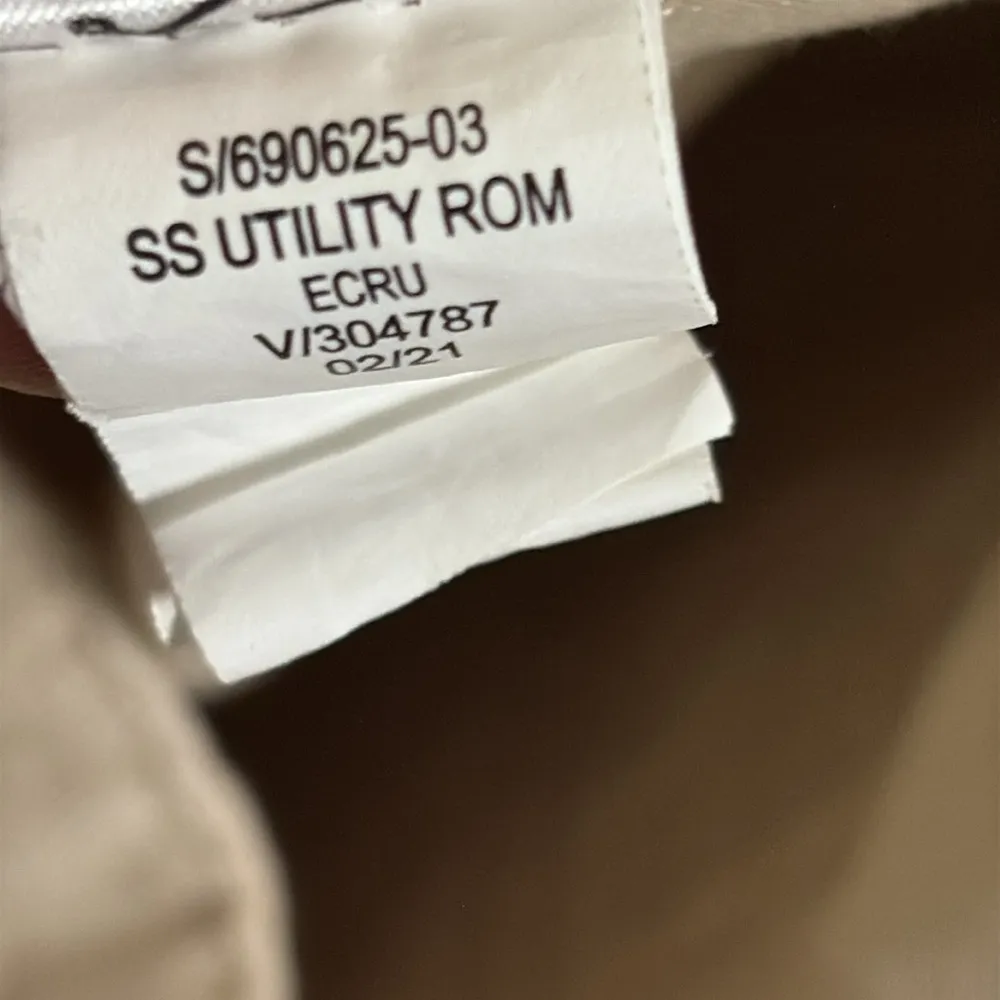 S/690625-03
SS UTILITY ROM
ECRU
V/304787
02/21